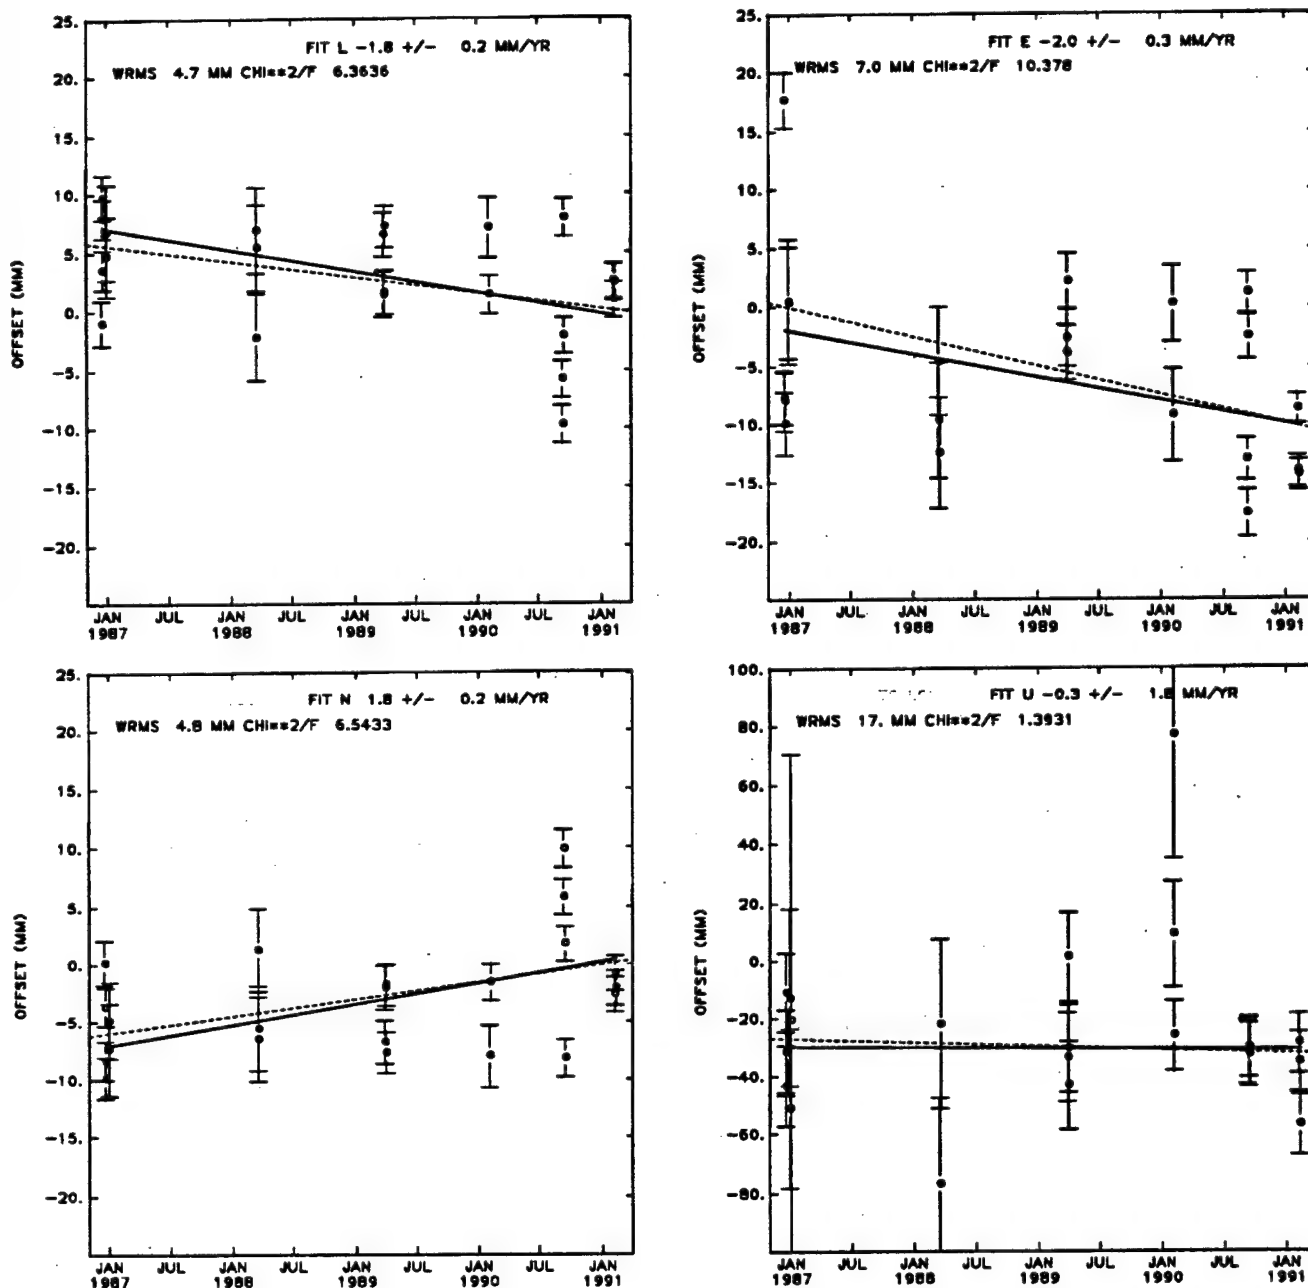 FIT L -1.8 +/- 0.2 MM/YR
WRMS 4.7 MM CHI**2/F 6.3636
25.
20.
15.
10.
5.
0.
-5.
-10.
-15.
-20.
OFFSET (MM)
JAN JUL JAN JUL JAN JUL JAN JUL JAN
1987 1988 1989 1990 1991
FIT E -2.0 +/- 0.3 MM/YR
WRMS 7.0 MM CHI**2/F 10.378
25.
20.
15.
10.
5.
0.
-5.
-10.
-15.
-20.
OFFSET (MM)
JAN JUL JAN JUL JAN JUL JAN JUL JAN
1987 1988 1989 1990 1991
FIT N 1.8 +/- 0.2 MM/YR
WRMS 4.8 MM CHI**2/F 6.5433
25.
20.
15.
10.
5.
0.
-5.
-10.
-15.
-20.
OFFSET (MM)
JAN JUL JAN JUL JAN JUL JAN JUL JAN
1987 1988 1989 1990 1991
FIT U -0.3 +/- 1.8 MM/YR
WRMS 17. MM CHI**2/F 1.3931
100.
80.
60.
40.
20.
0.
-20.
-40.
-60.
-80.
OFFSET (MM)
JAN JUL JAN JUL JAN JUL JAN JUL JAN
1987 1988 1989 1990 1991